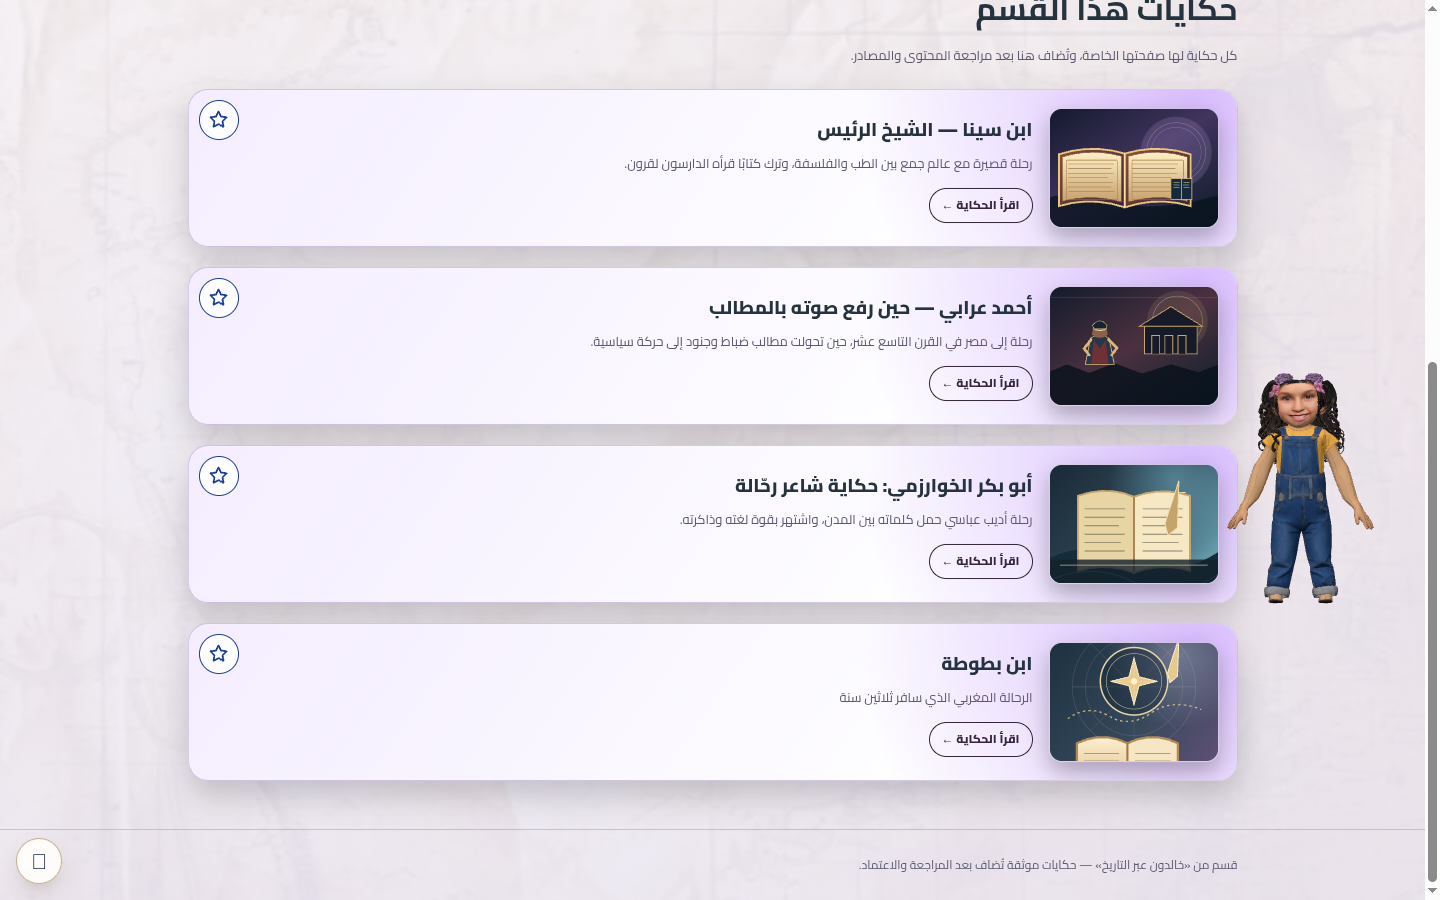 حكايات هذا القسم
كل حكاية لها صفحتها الخاصة، وتُضاف هنا بعد مراجعة المحتوى والمصادر.
ابن سينا — الشيخ الرئيس
رحلة قصيرة مع عالم جمع بين الطب والفلسفة، وترك كتابًا قرأه الدارسون لقرون.
اقرأ الحكاية ←
أحمد عرابي — حين رفع صوته بالمطالب
رحلة إلى مصر في القرن التاسع عشر، حين تحولت مطالب ضباط وجنود إلى حركة سياسية.
اقرأ الحكاية ←
أبو بكر الخوارزمي: حكاية شاعر رحّالة
رحلة أديب عباسي حمل كلماته بين المدن، واشتهر بقوة لغته وذاكرته.
اقرأ الحكاية ←
ابن بطوطة
الرحالة المغربي الذي سافر ثلاثين سنة
اقرأ الحكاية ←
قسم من «خالدون عبر التاريخ» — حكايات موثقة تُضاف بعد المراجعة والاعتماد.